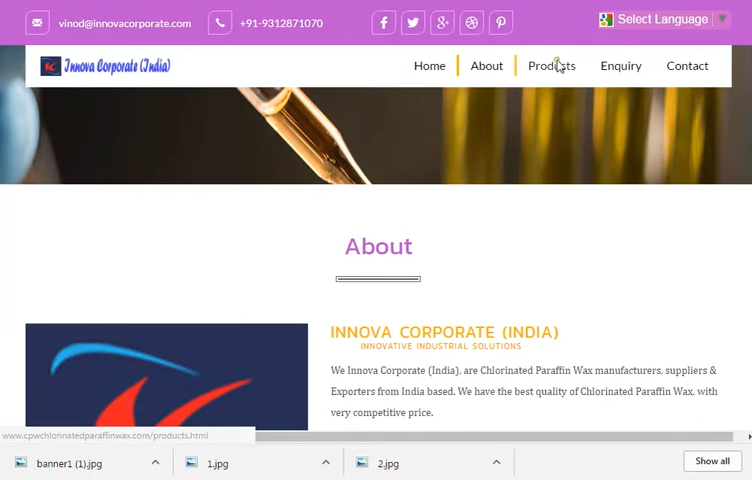 vinod@innovacorporate.com
+91-9312871070
Select Language ▼
Innova Corporate (India)
Home
About
Products
Enquiry
Contact
About
INNOVA CORPORATE (INDIA)
INNOVATIVE INDUSTRIAL SOLUTIONS
We Innova Corporate (India), are Chlorinated Paraffin Wax manufacturers, suppliers &
Exporters from India based. We have the best quality of Chlorinated Paraffin Wax, with
very competitive price.
www.cpwchlonnatedparaffinwax.com/products.html
banner1 (1).jpg
1.jpg
2.jpg
Show all